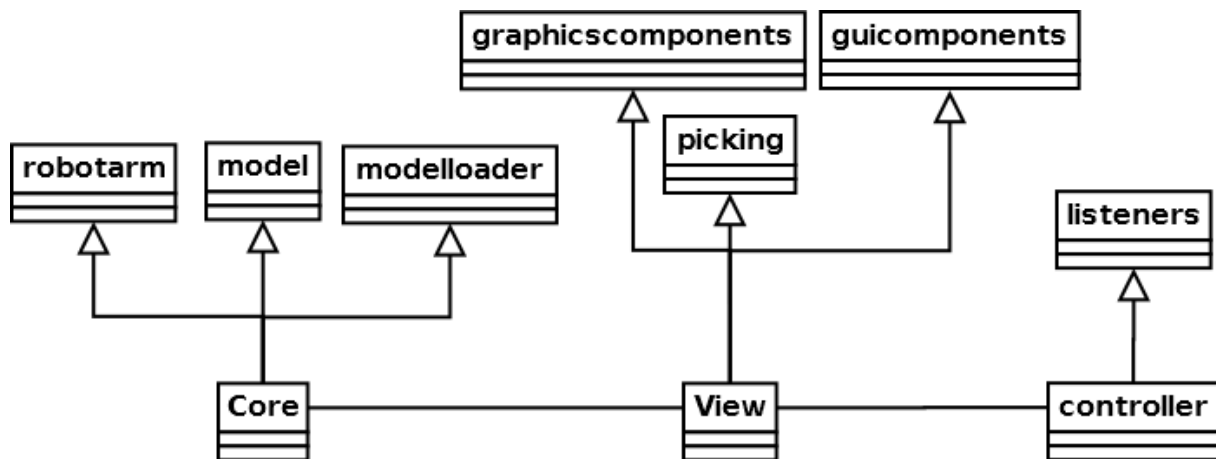 graphicscomponents
guicomponents
picking
robotarm
model
modelloader
listeners
Core
View
controller